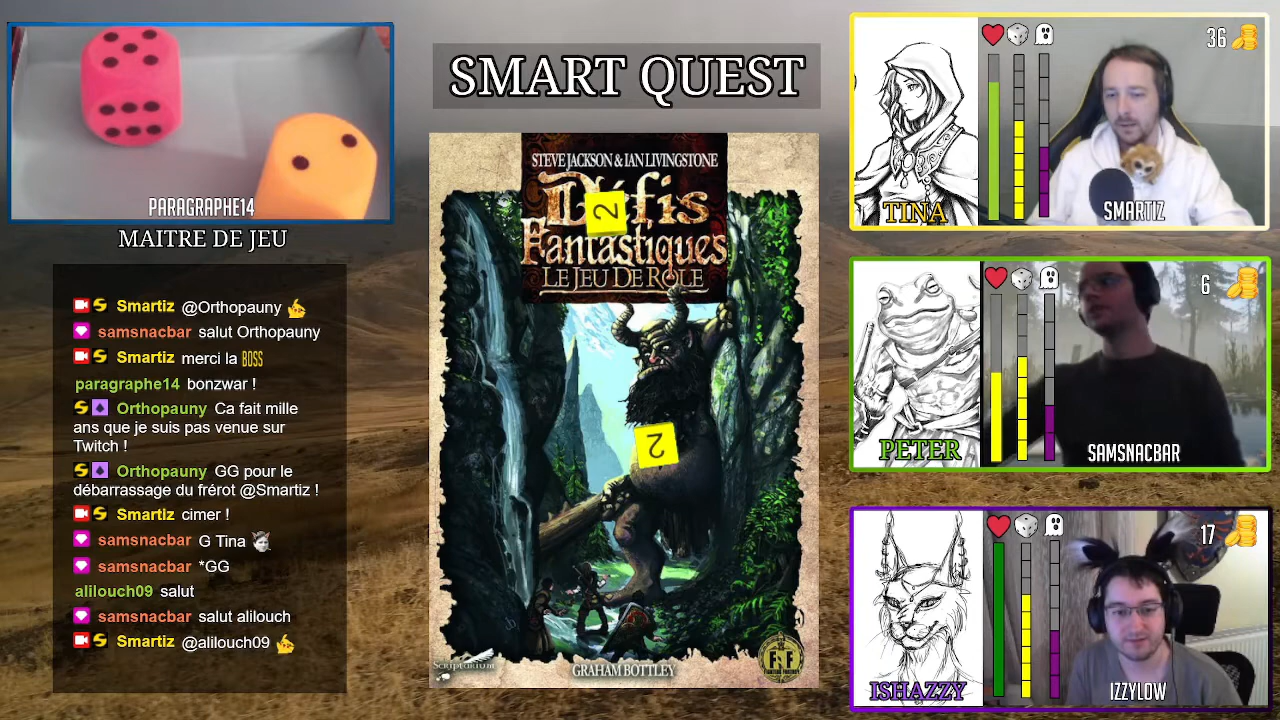 PARAGRAPHE14
MAITRE DE JEU
Smartiz @Orthopauny
samsnacbar salut Orthopauny
Smartiz merci la BOSS
paragraphe14 bonzwar !
Orthopauny Ca fait mille
ans que je suis pas venue sur
Twitch !
Orthopauny GG pour le
débarrassage du frérot @Smartiz !
Smartiz cimer !
samsnacbar G Tina
samsnacbar *GG
alilouch09 salut
samsnacbar salut alilouch
Smartiz @alilouch09
SMART QUEST
STEVE JACKSON & IAN LIVINGSTONE
Défis
Fantastiques
LE JEU DE RÔLE
2
2
Scriptarium
GRAHAM BOTTLEY
FF
36
TINA
SMARTIZ
6
PETER
SAMSNACBAR
17
ISHAZZY
IZZYLOW